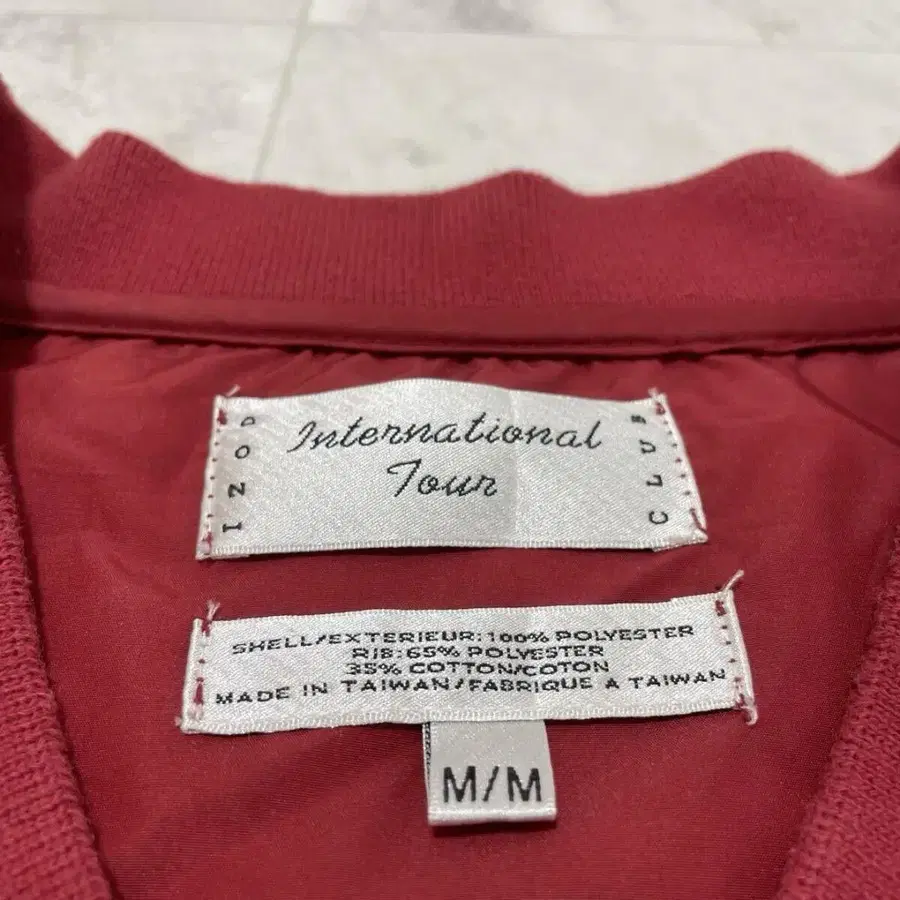 IZOD
International
Tour
CLUB
SHELL/EXTERIEUR: 100% POLYESTER
RIB: 65% POLYESTER
35% COTTON/COTON
MADE IN TAIWAN/FABRIQUE A TAIWAN
M/M